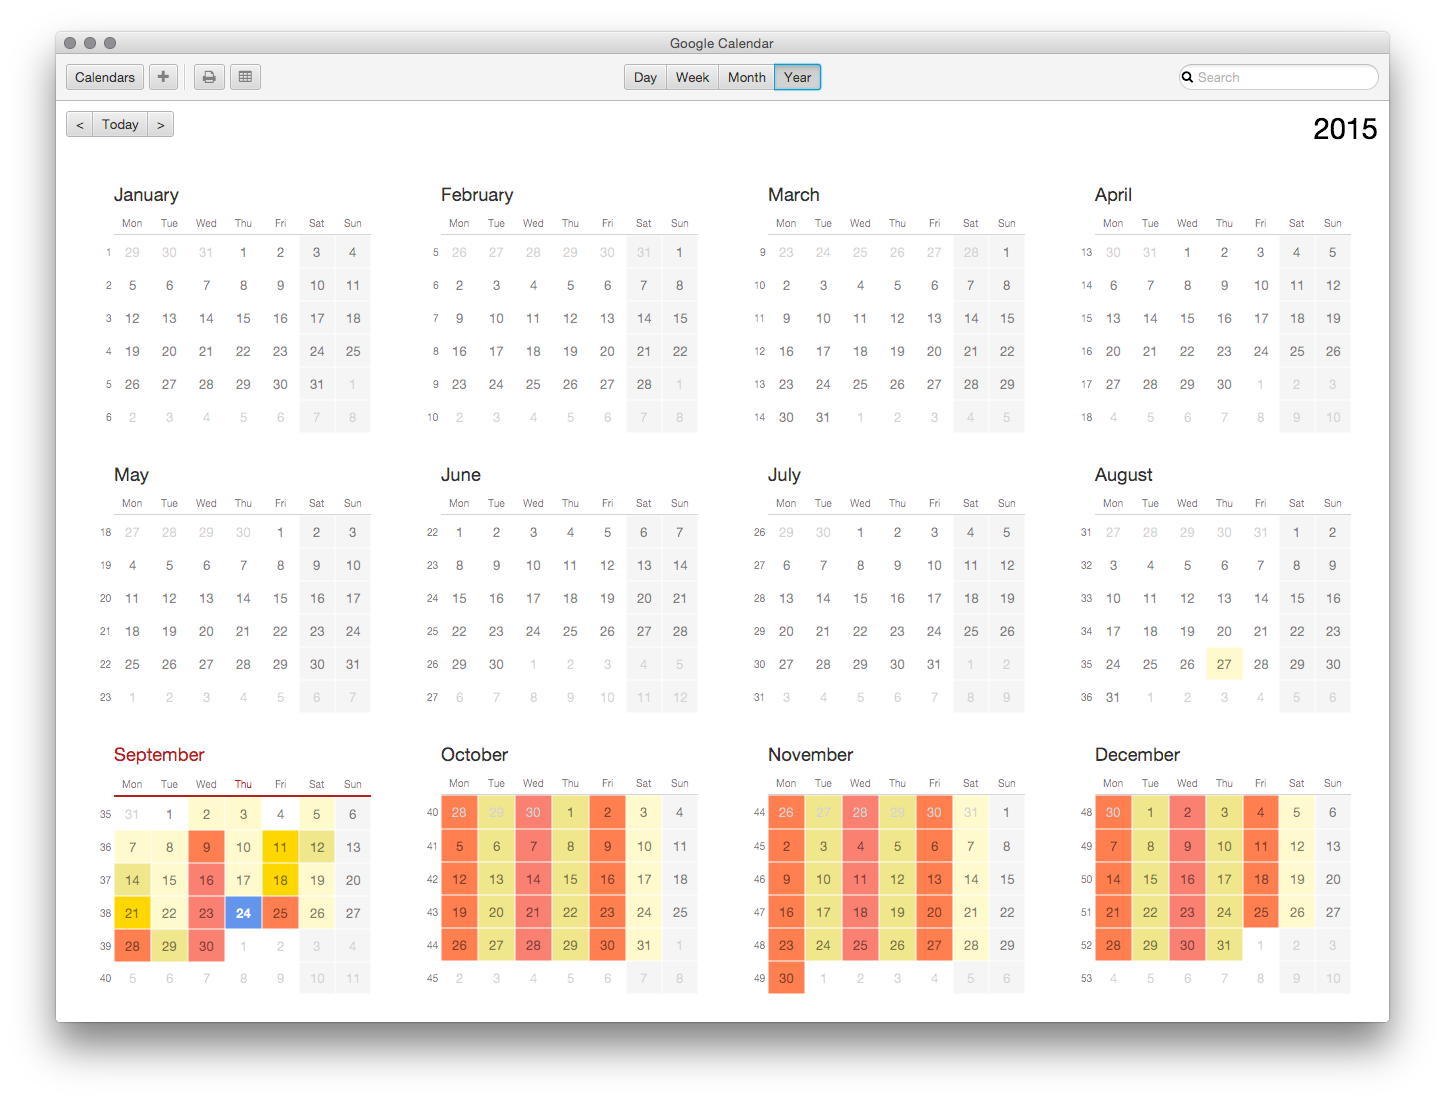 Google Calendar
Calendars Day Week Month Year Search
< Today > 2015
January February March April
Mon Tue Wed Thu Fri Sat Sun Mon Tue Wed Thu Fri Sat Sun Mon Tue Wed Thu Fri Sat Sun Mon Tue Wed Thu Fri Sat Sun
1 29 30 31 1 2 3 4 5 26 27 28 29 30 31 1 9 23 24 25 26 27 28 1 13 30 31 1 2 3 4 5
2 5 6 7 8 9 10 11 6 2 3 4 5 6 7 8 10 2 3 4 5 6 7 8 14 6 7 8 9 10 11 12
3 12 13 14 15 16 17 18 7 9 10 11 12 13 14 15 11 9 10 11 12 13 14 15 15 13 14 15 16 17 18 19
4 19 20 21 22 23 24 25 8 16 17 18 19 20 21 22 12 16 17 18 19 20 21 22 16 20 21 22 23 24 25 26
5 26 27 28 29 30 31 1 9 23 24 25 26 27 28 1 13 23 24 25 26 27 28 29 17 27 28 29 30 1 2 3
6 2 3 4 5 6 7 8 10 2 3 4 5 6 7 8 14 30 31 1 2 3 4 5 18 4 5 6 7 8 9 10
May June July August
Mon Tue Wed Thu Fri Sat Sun Mon Tue Wed Thu Fri Sat Sun Mon Tue Wed Thu Fri Sat Sun Mon Tue Wed Thu Fri Sat Sun
18 27 28 29 30 1 2 3 22 1 2 3 4 5 6 7 26 29 30 1 2 3 4 5 31 27 28 29 30 31 1 2
19 4 5 6 7 8 9 10 23 8 9 10 11 12 13 14 27 6 7 8 9 10 11 12 32 3 4 5 6 7 8 9
20 11 12 13 14 15 16 17 24 15 16 17 18 19 20 21 28 13 14 15 16 17 18 19 33 10 11 12 13 14 15 16
21 18 19 20 21 22 23 24 25 22 23 24 25 26 27 28 29 20 21 22 23 24 25 26 34 17 18 19 20 21 22 23
22 25 26 27 28 29 30 31 26 29 30 1 2 3 4 5 30 27 28 29 30 31 1 2 35 24 25 26 27 28 29 30
23 1 2 3 4 5 6 7 27 6 7 8 9 10 11 12 31 3 4 5 6 7 8 9 36 31 1 2 3 4 5 6
September October November December
Mon Tue Wed Thu Fri Sat Sun Mon Tue Wed Thu Fri Sat Sun Mon Tue Wed Thu Fri Sat Sun Mon Tue Wed Thu Fri Sat Sun
35 31 1 2 3 4 5 6 40 28 29 30 1 2 3 4 44 26 27 28 29 30 31 1 48 30 1 2 3 4 5 6
36 7 8 9 10 11 12 13 41 5 6 7 8 9 10 11 45 2 3 4 5 6 7 8 49 7 8 9 10 11 12 13
37 14 15 16 17 18 19 20 42 12 13 14 15 16 17 18 46 9 10 11 12 13 14 15 50 14 15 16 17 18 19 20
38 21 22 23 24 25 26 27 43 19 20 21 22 23 24 25 47 16 17 18 19 20 21 22 51 21 22 23 24 25 26 27
39 28 29 30 1 2 3 4 44 26 27 28 29 30 31 1 48 23 24 25 26 27 28 29 52 28 29 30 31 1 2 3
40 5 6 7 8 9 10 11 45 2 3 4 5 6 7 8 49 30 1 2 3 4 5 6 53 4 5 6 7 8 9 10